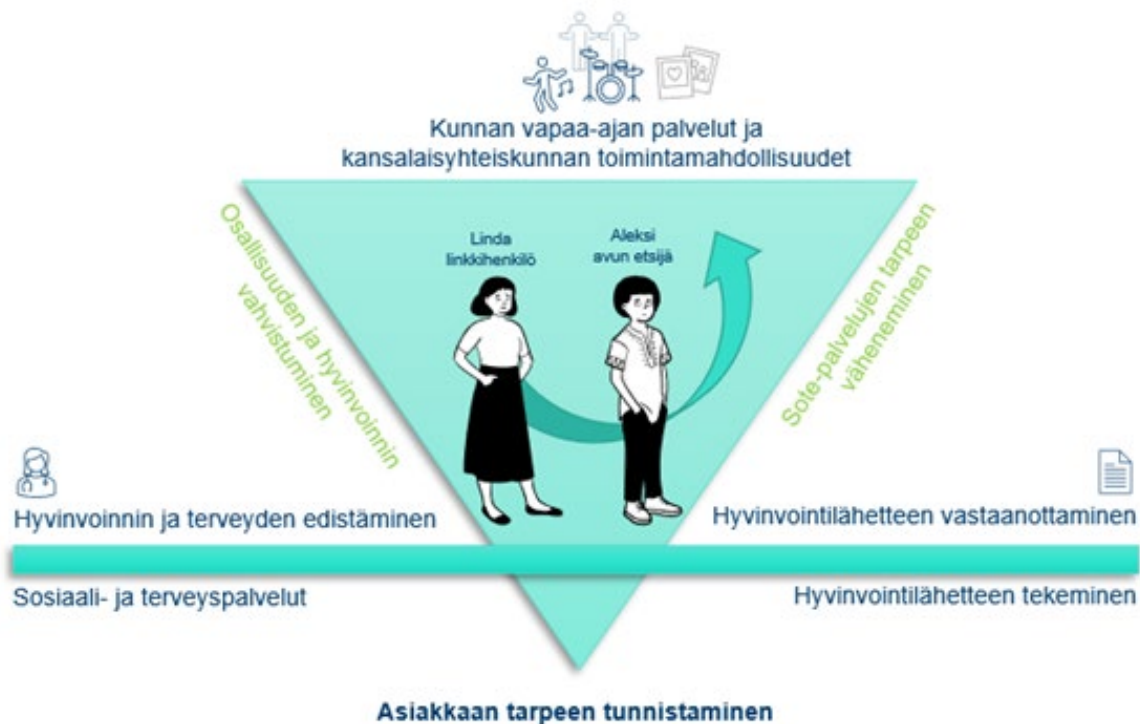 Kunnan vapaa-ajan palvelut ja
kansalaisyhteiskunnan toimintamahdollisuudet
Osallisuuden ja hyvinvoinnin
vahvistuminen
Linda
linkkihenkilö
Aleksi
avun etsijä
Sote-palvelujen tarpeen
väheneminen
Hyvinvoinnin ja terveyden edistäminen
Hyvinvointilähetteen vastaanottaminen
Sosiaali- ja terveyspalvelut
Hyvinvointilähetteen tekeminen
Asiakkaan tarpeen tunnistaminen